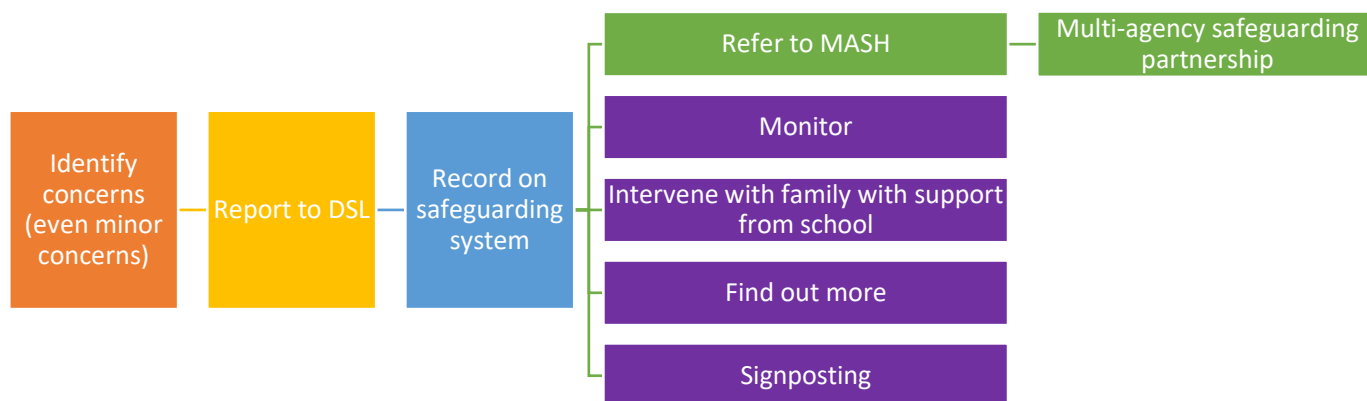 Identify
concerns
(even minor
concerns)
Report to DSL
Record on
safeguarding
system
Refer to MASH
Multi-agency safeguarding
partnership
Monitor
Intervene with family with support
from school
Find out more
Signposting